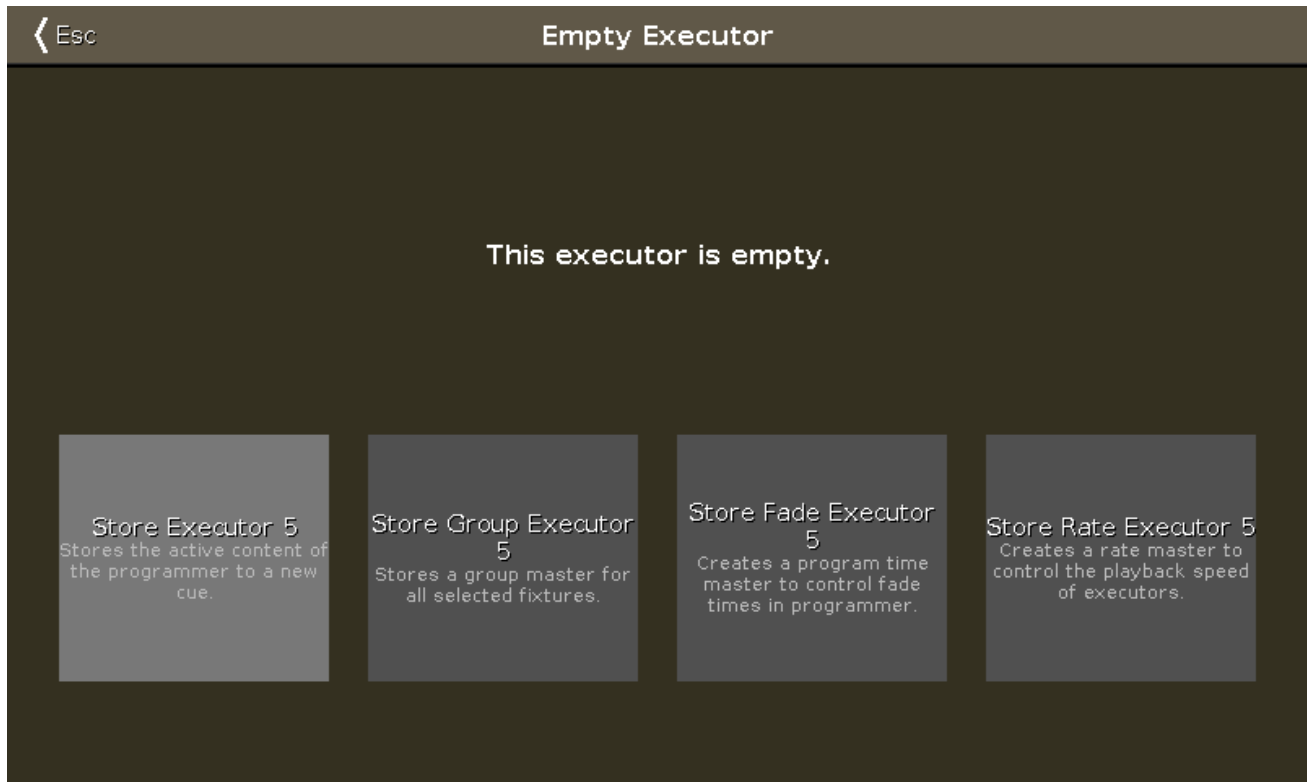 Esc
Empty Executor
This executor is empty.
Store Executor 5
Stores the active content of
the programmer to a new
cue.
Store Group Executor
5
Stores a group master for
all selected fixtures.
Store Fade Executor
5
Creates a program time
master to control fade
times in programmer.
Store Rate Executor 5
Creates a rate master to
control the playback speed
of executors.